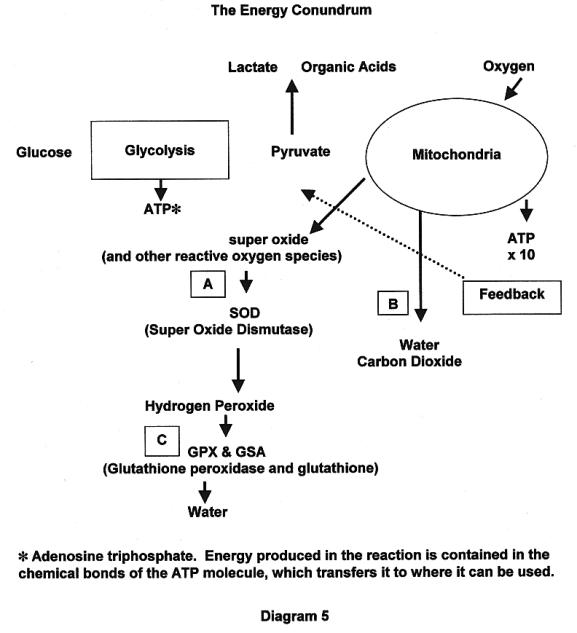 The Energy Conundrum
Lactate Organic Acids
Oxygen
Glucose
Glycolysis
Pyruvate
Mitochondria
ATP*
ATP
x 10
super oxide
(and other reactive oxygen species)
A
Feedback
B
SOD
(Super Oxide Dismutase)
Water
Carbon Dioxide
Hydrogen Peroxide
C
GPX & GSA
(Glutathione peroxidase and glutathione)
Water
* Adenosine triphosphate. Energy produced in the reaction is contained in the
chemical bonds of the ATP molecule, which transfers it to where it can be used.
Diagram 5